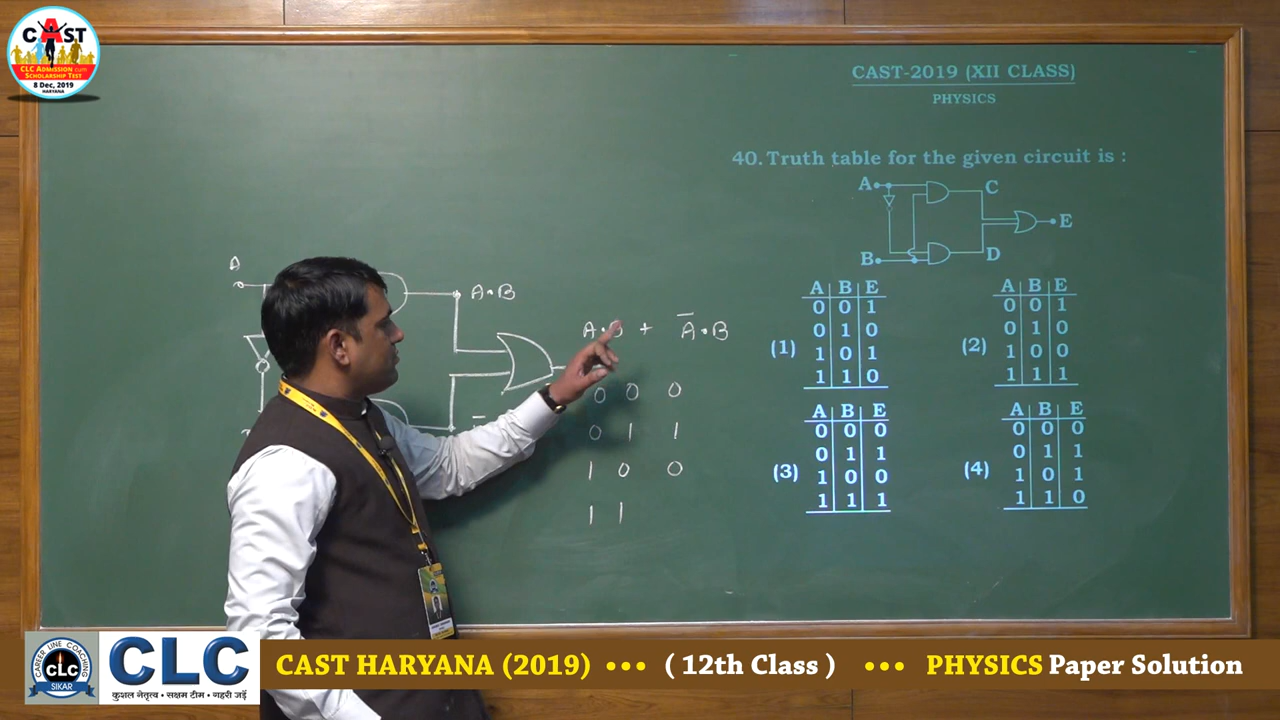 CAST
CLC ADMISSION cum
SCHOLARSHIP TEST
8 Dec, 2019
HARYANA
CAST-2019 (XII CLASS)
PHYSICS
40. Truth table for the given circuit is :
A C
E
B D
(1)
A B E
0 0 1
0 1 0
1 0 1
1 1 0
(2)
A B E
0 0 1
0 1 0
1 0 0
1 1 1
(3)
A B E
0 0 0
0 1 1
1 0 0
1 1 1
(4)
A B E
0 0 0
0 1 1
1 0 1
1 1 0
A
A·B
A·B + A̅·B
0 0 0
0 1 1
1 0 0
1 1
CAREER LINE COACHING
CLC
SIKAR
CLC
कुशल नेतृत्व • सक्षम टीम • गहरी जड़ें
CAST HARYANA (2019) ••• ( 12th Class ) ••• PHYSICS Paper Solution